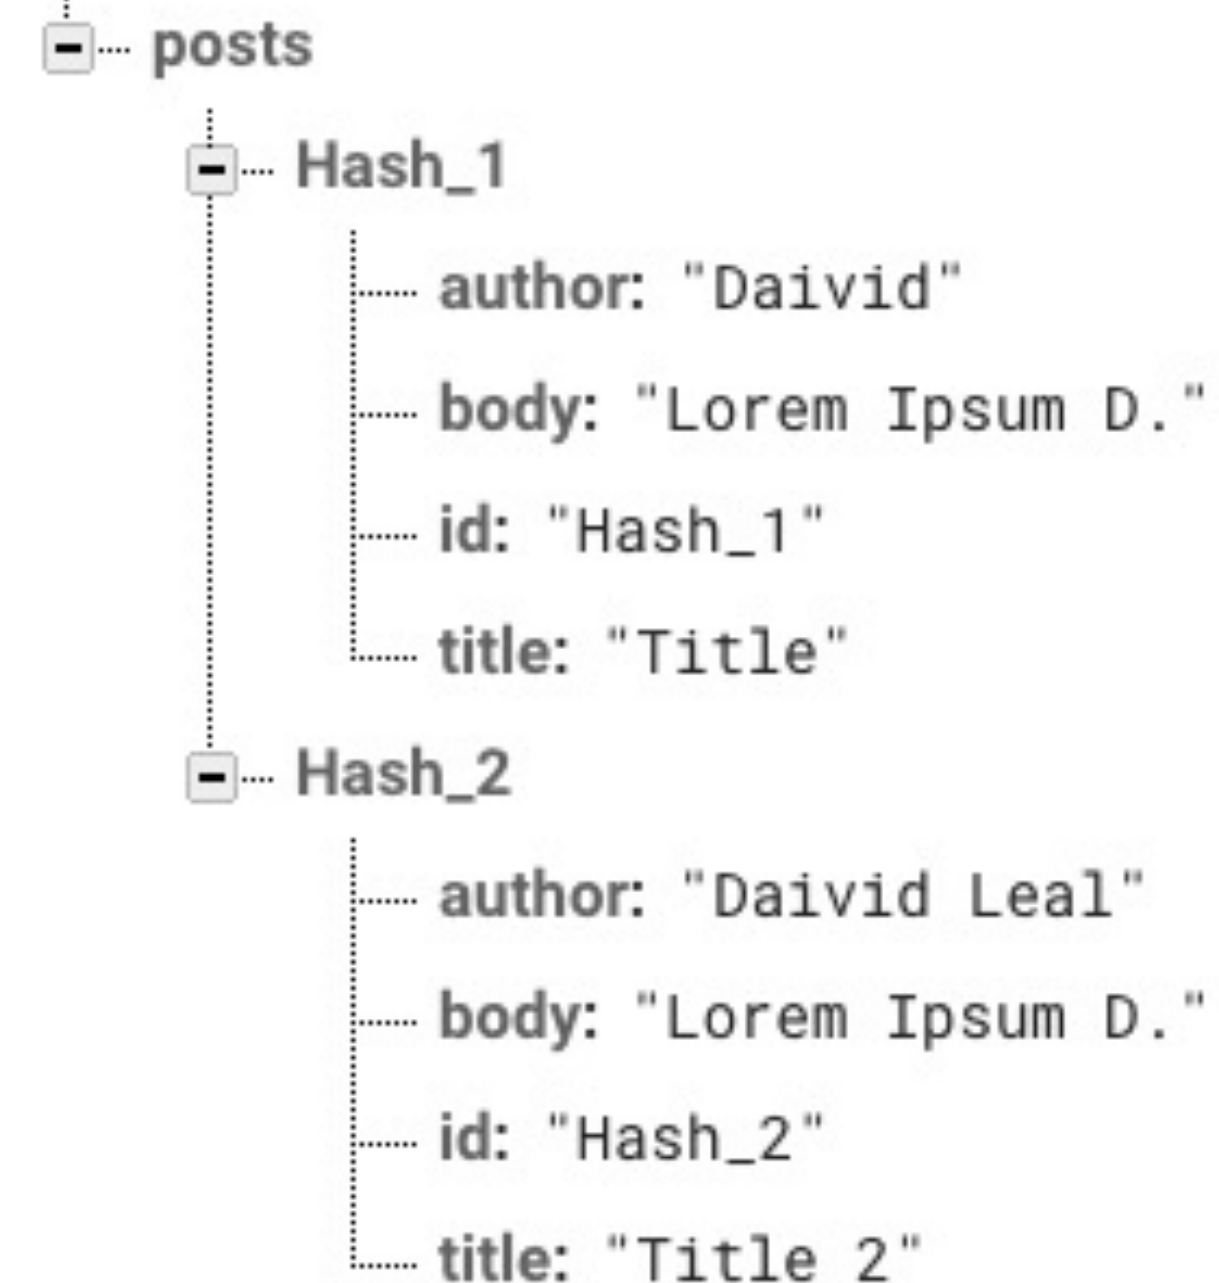 posts
Hash_1
author: "Daivid"
body: "Lorem Ipsum D."
id: "Hash_1"
title: "Title"
Hash_2
author: "Daivid Leal"
body: "Lorem Ipsum D."
id: "Hash_2"
title: "Title 2"